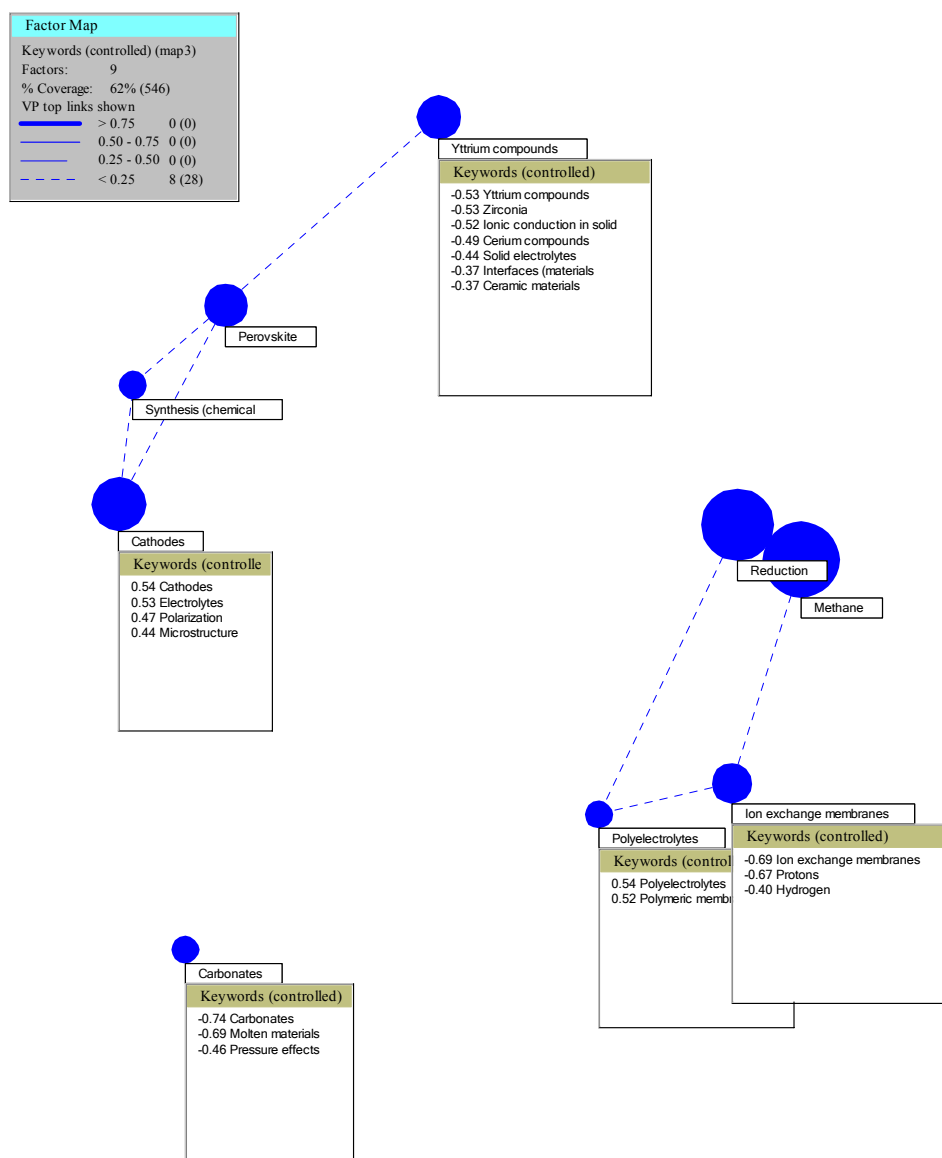 Factor Map
Keywords (controlled) (map3)
Factors: 9
% Coverage: 62% (546)
VP top links shown
> 0.75 0 (0)
0.50 - 0.75 0 (0)
0.25 - 0.50 0 (0)
< 0.25 8 (28)
Yttrium compounds
Keywords (controlled)
-0.53 Yttrium compounds
-0.53 Zirconia
-0.52 Ionic conduction in solid
-0.49 Cerium compounds
-0.44 Solid electrolytes
-0.37 Interfaces (materials
-0.37 Ceramic materials
Perovskite
Synthesis (chemical
Cathodes
Keywords (controlle
0.54 Cathodes
0.53 Electrolytes
0.47 Polarization
0.44 Microstructure
Reduction
Methane
Polyelectrolytes
Keywords (control
0.54 Polyelectrolytes
0.52 Polymeric memb
Ion exchange membranes
Keywords (controlled)
-0.69 Ion exchange membranes
-0.67 Protons
-0.40 Hydrogen
Carbonates
Keywords (controlled)
-0.74 Carbonates
-0.69 Molten materials
-0.46 Pressure effects